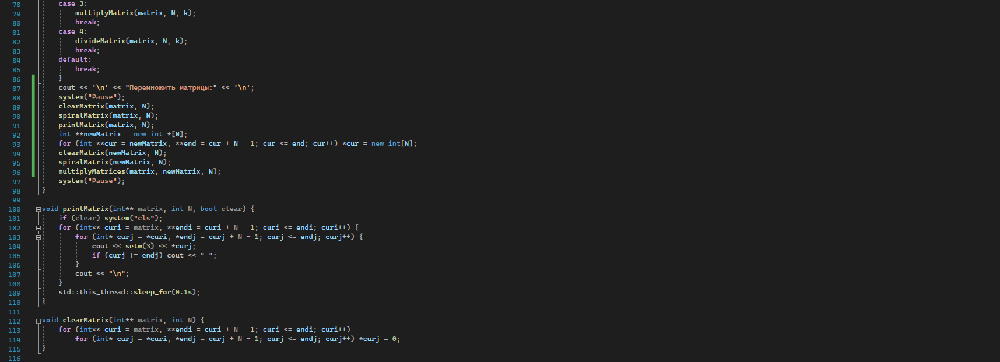 78 case 3:
79 multiplyMatrix(matrix, N, k);
80 break;
81 case 4:
82 divideMatrix(matrix, N, k);
83 break;
84 default:
85 break;
86 }
87 cout << '\n' << "Перемножить матрицы:" << '\n';
88 system("Pause");
89 clearMatrix(matrix, N);
90 spiralMatrix(matrix, N);
91 printMatrix(matrix, N);
92 int **newMatrix = new int *[N];
93 for (int **cur = newMatrix, **end = cur + N - 1; cur <= end; cur++) *cur = new int[N];
94 clearMatrix(newMatrix, N);
95 spiralMatrix(newMatrix, N);
96 multiplyMatrices(matrix, newMatrix, N);
97 system("Pause");
98 }
99
100 void printMatrix(int** matrix, int N, bool clear) {
101 if (clear) system("cls");
102 for (int** curi = matrix, **endi = curi + N - 1; curi <= endi; curi++) {
103 for (int* curj = *curi, *endj = curj + N - 1; curj <= endj; curj++) {
104 cout << setw(3) << *curj;
105 if (curj != endj) cout << " ";
106 }
107 cout << "\n";
108 }
109 std::this_thread::sleep_for(0.1s);
110 }
111
112 void clearMatrix(int** matrix, int N) {
113 for (int** curi = matrix, **endi = curi + N - 1; curi <= endi; curi++)
114 for (int* curj = *curi, *endj = curj + N - 1; curj <= endj; curj++) *curj = 0;
115 }
116